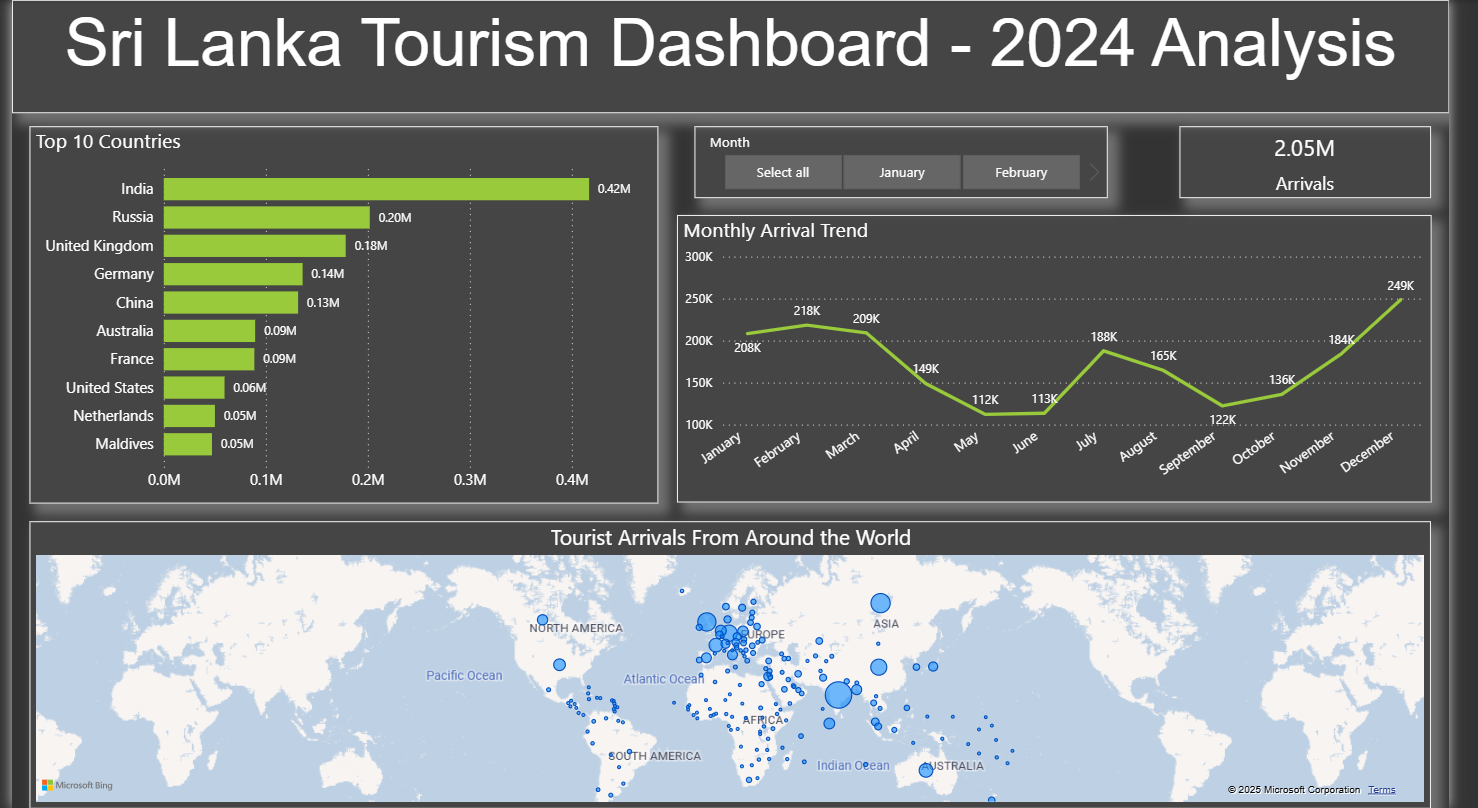 Sri Lanka Tourism Dashboard - 2024 Analysis
Top 10 Countries
India 0.42M
Russia 0.20M
United Kingdom 0.18M
Germany 0.14M
China 0.13M
Australia 0.09M
France 0.09M
United States 0.06M
Netherlands 0.05M
Maldives 0.05M
0.0M 0.1M 0.2M 0.3M 0.4M
Month
Select all January February
2.05M
Arrivals
Monthly Arrival Trend
300K
250K
200K
150K
100K
208K 218K 209K 149K 112K 113K 188K 165K 122K 136K 184K 249K
January February March April May June July August September October November December
Tourist Arrivals From Around the World
NORTH AMERICA
EUROPE
ASIA
Pacific Ocean
Atlantic Ocean
AFRICA
SOUTH AMERICA
Indian Ocean
AUSTRALIA
Microsoft Bing
© 2025 Microsoft Corporation Terms